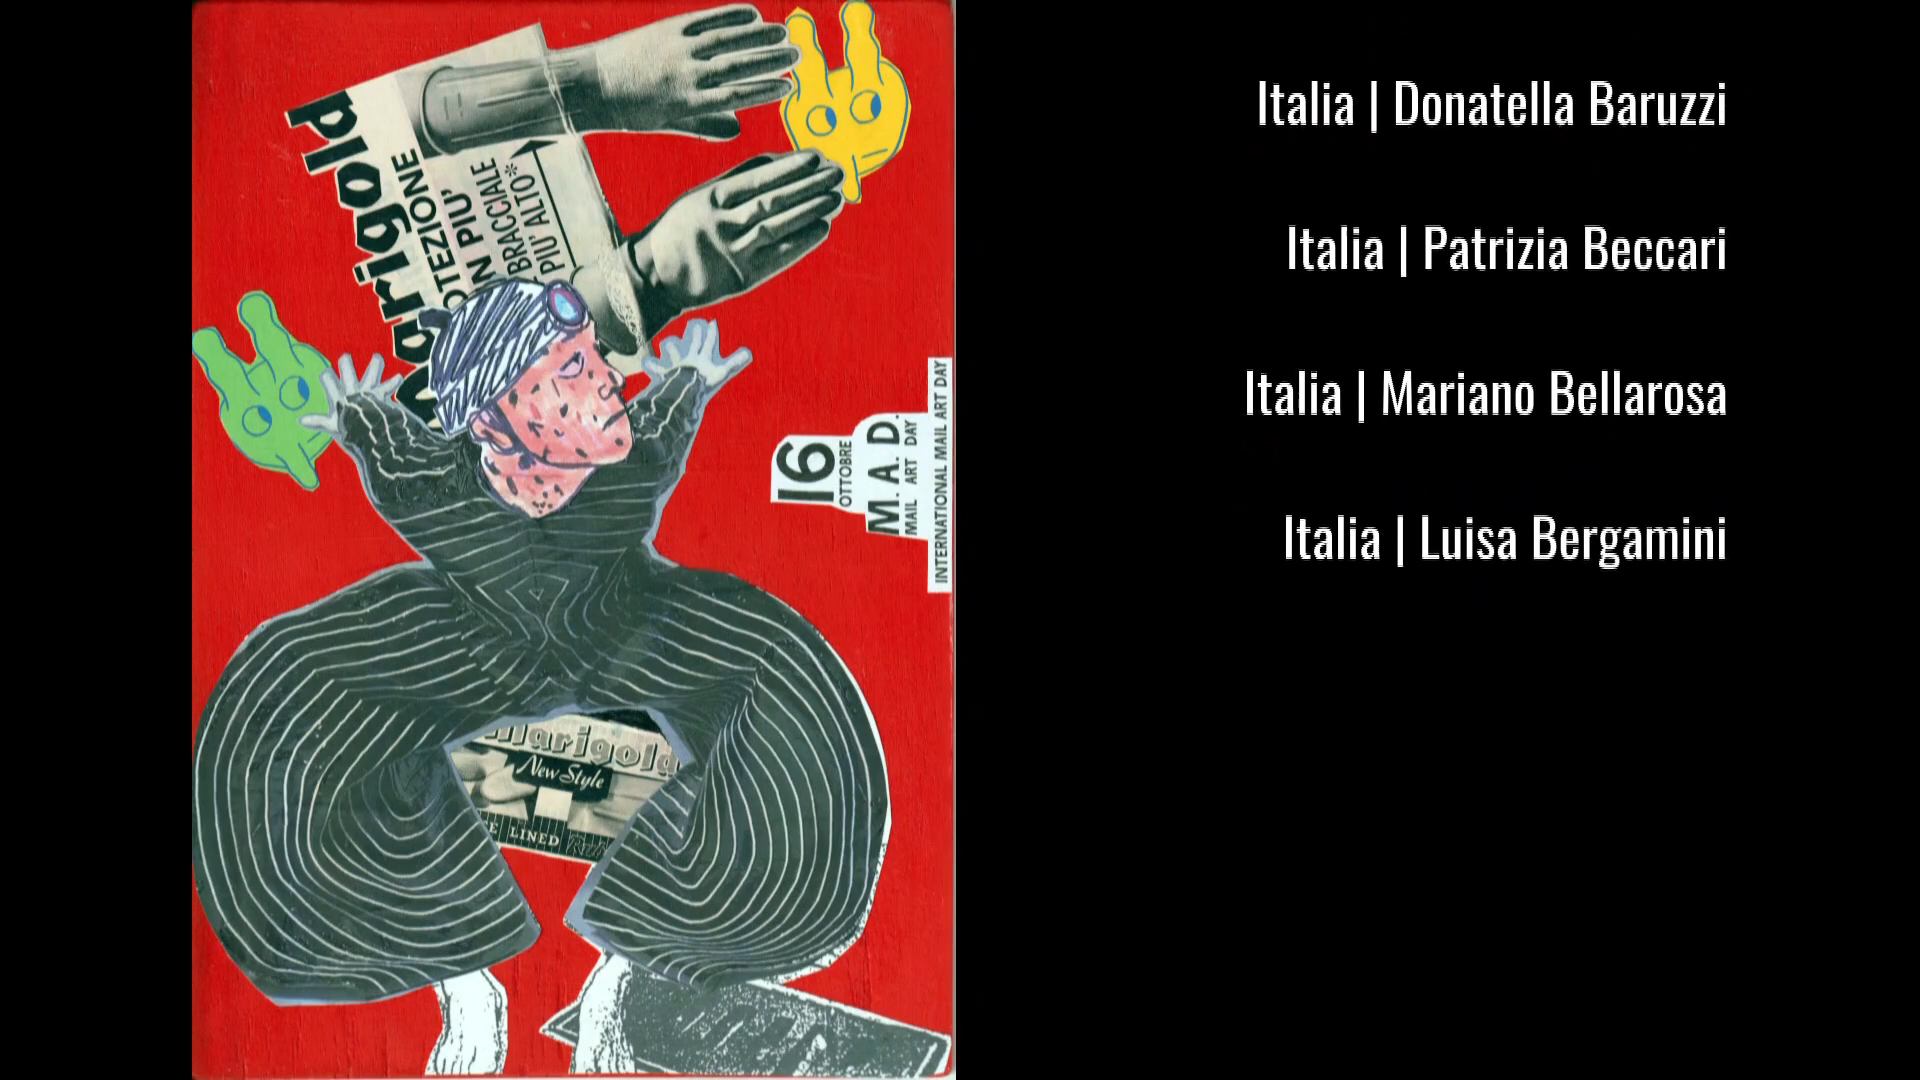 Italia | Donatella Baruzzi
Italia | Patrizia Beccari
Italia | Mariano Bellarosa
Italia | Luisa Bergamini
arigold
OTEZIONE
N PIU'
BRACCIALE
PIU' ALTO*
16
OTTOBRE
M. A. D.
MAIL ART DAY
INTERNATIONAL MAIL ART DAY
marigold
New Style
E LINED